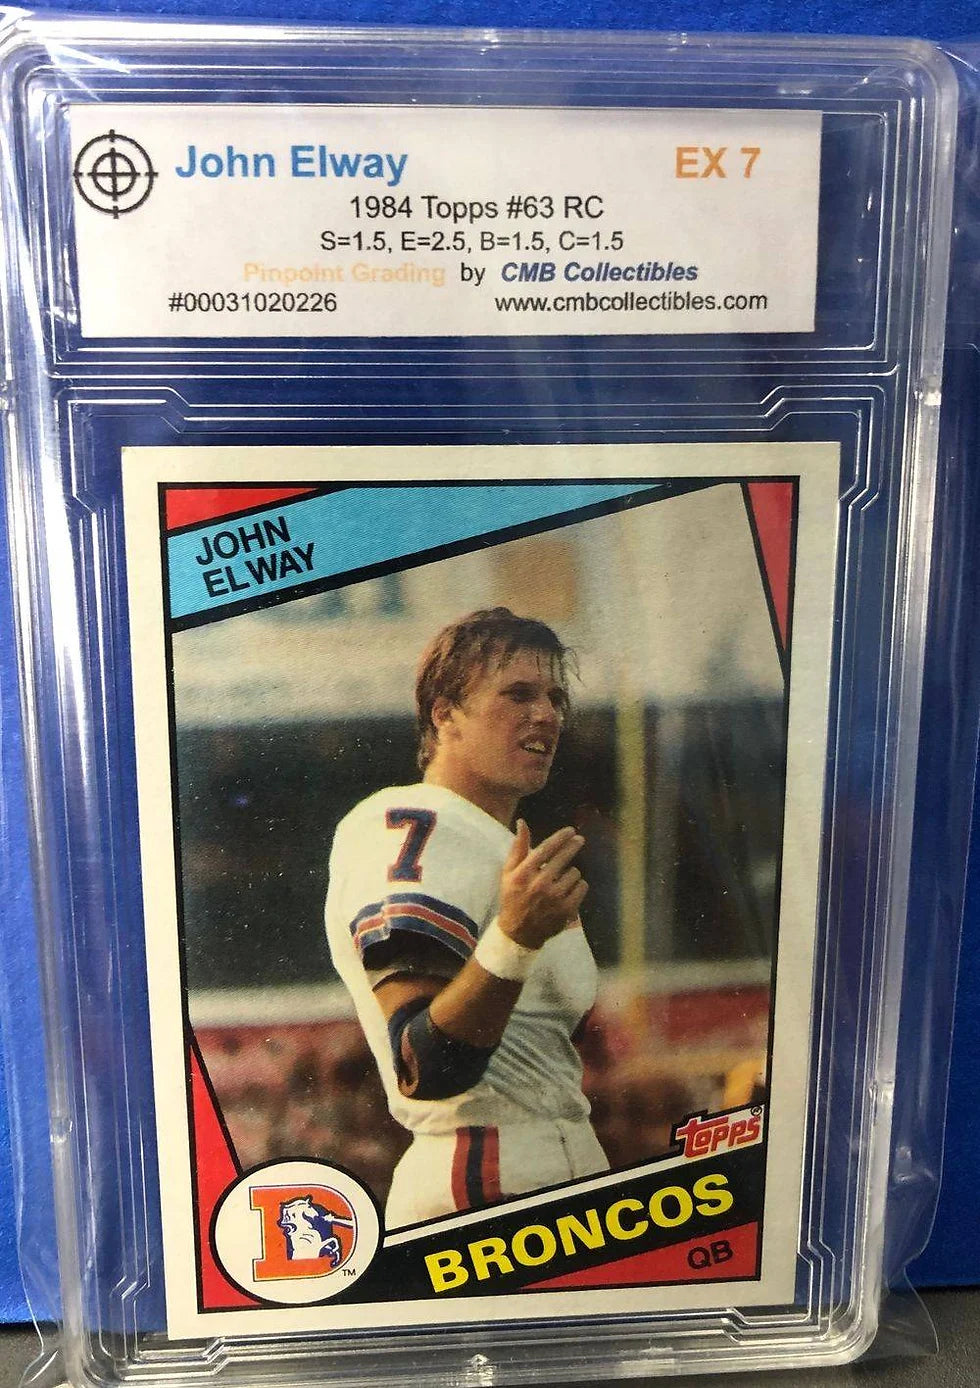 John Elway EX 7
1984 Topps #63 RC
S=1.5, E=2.5, B=1.5, C=1.5
Pinpoint Grading by CMB Collectibles
#00031020226 www.cmbcollectibles.com
JOHN
ELWAY
7
Topps®
D
TM
BRONCOS
QB